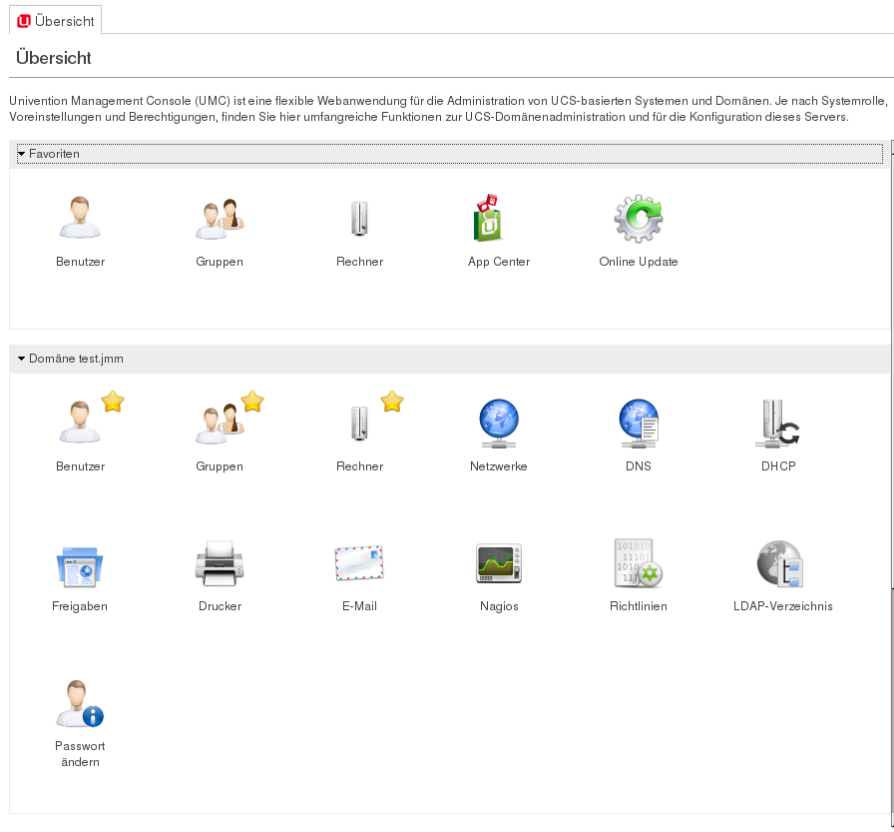 Übersicht
Übersicht
Univention Management Console (UMC) ist eine flexible Webanwendung für die Administration von UCS-basierten Systemen und Domänen. Je nach Systemrolle,
Voreinstellungen und Berechtigungen, finden Sie hier umfangreiche Funktionen zur UCS-Domänenadministration und für die Konfiguration dieses Servers.
Favoriten
Benutzer Gruppen Rechner App Center Online Update
Domäne test.jmm
Benutzer Gruppen Rechner Netzwerke DNS DHCP
Freigaben Drucker E-Mail Nagios Richtlinien LDAP-Verzeichnis
Passwort
ändern